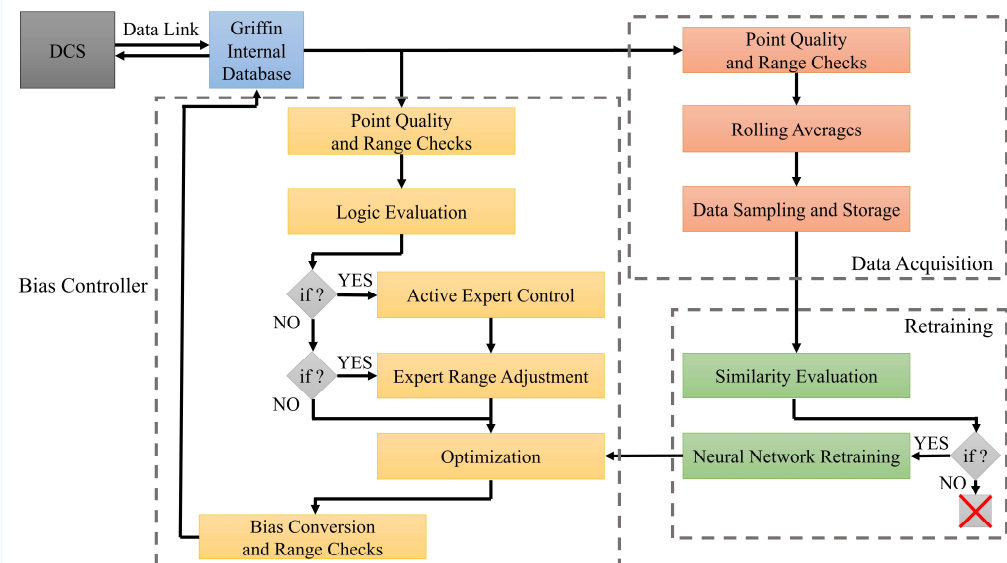 DCS
Data Link
Griffin
Internal
Database
Point Quality
and Range Checks
Rolling Averages
Data Sampling and Storage
Data Acquisition
Bias Controller
Point Quality
and Range Checks
Logic Evaluation
if ?
YES
Active Expert Control
NO
if ?
YES
Expert Range Adjustment
NO
Optimization
Bias Conversion
and Range Checks
Retraining
Similarity Evaluation
if ?
YES
Neural Network Retraining
NO